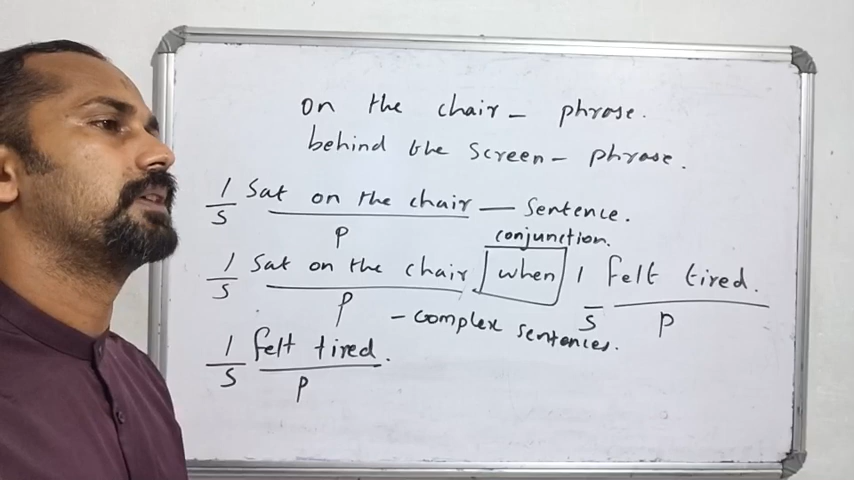 on the chair - phrase.
behind the screen - phrase.
I sat on the chair — sentence.
S P
conjunction.
I sat on the chair when I felt tired.
S P S P
- complex sentences.
I felt tired.
S P